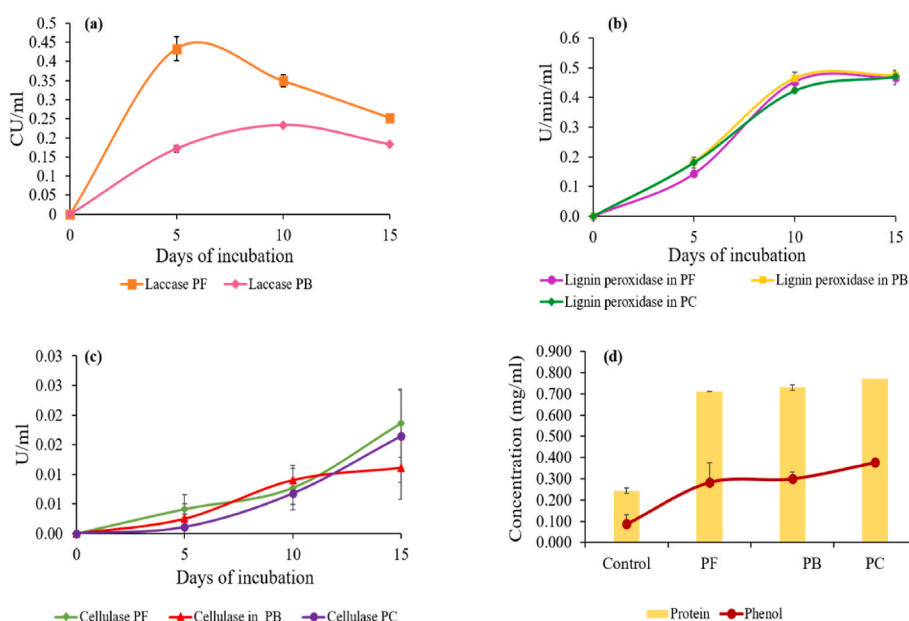 (a)
0.5
0.45
0.4
0.35
0.3
0.25
0.2
0.15
0.1
0.05
0
CU/ml
0 5 10 15
Days of incubation
Laccase PF Laccase PB
(b)
0.6
0.5
0.4
0.3
0.2
0.1
0.0
U/min/ml
0 5 10 15
Days of incubation
Lignin peroxidase in PF Lignin peroxidase in PB
Lignin peroxidase in PC
(c)
0.03
0.03
0.02
0.02
0.01
0.01
0.00
U/ml
0 5 10 15
Days of incubation
Cellulase PF Cellulase in PB Cellulase PC
(d)
0.900
0.800
0.700
0.600
0.500
0.400
0.300
0.200
0.100
0.000
Concentration (mg/ml)
Control PF PB PC
Protein Phenol